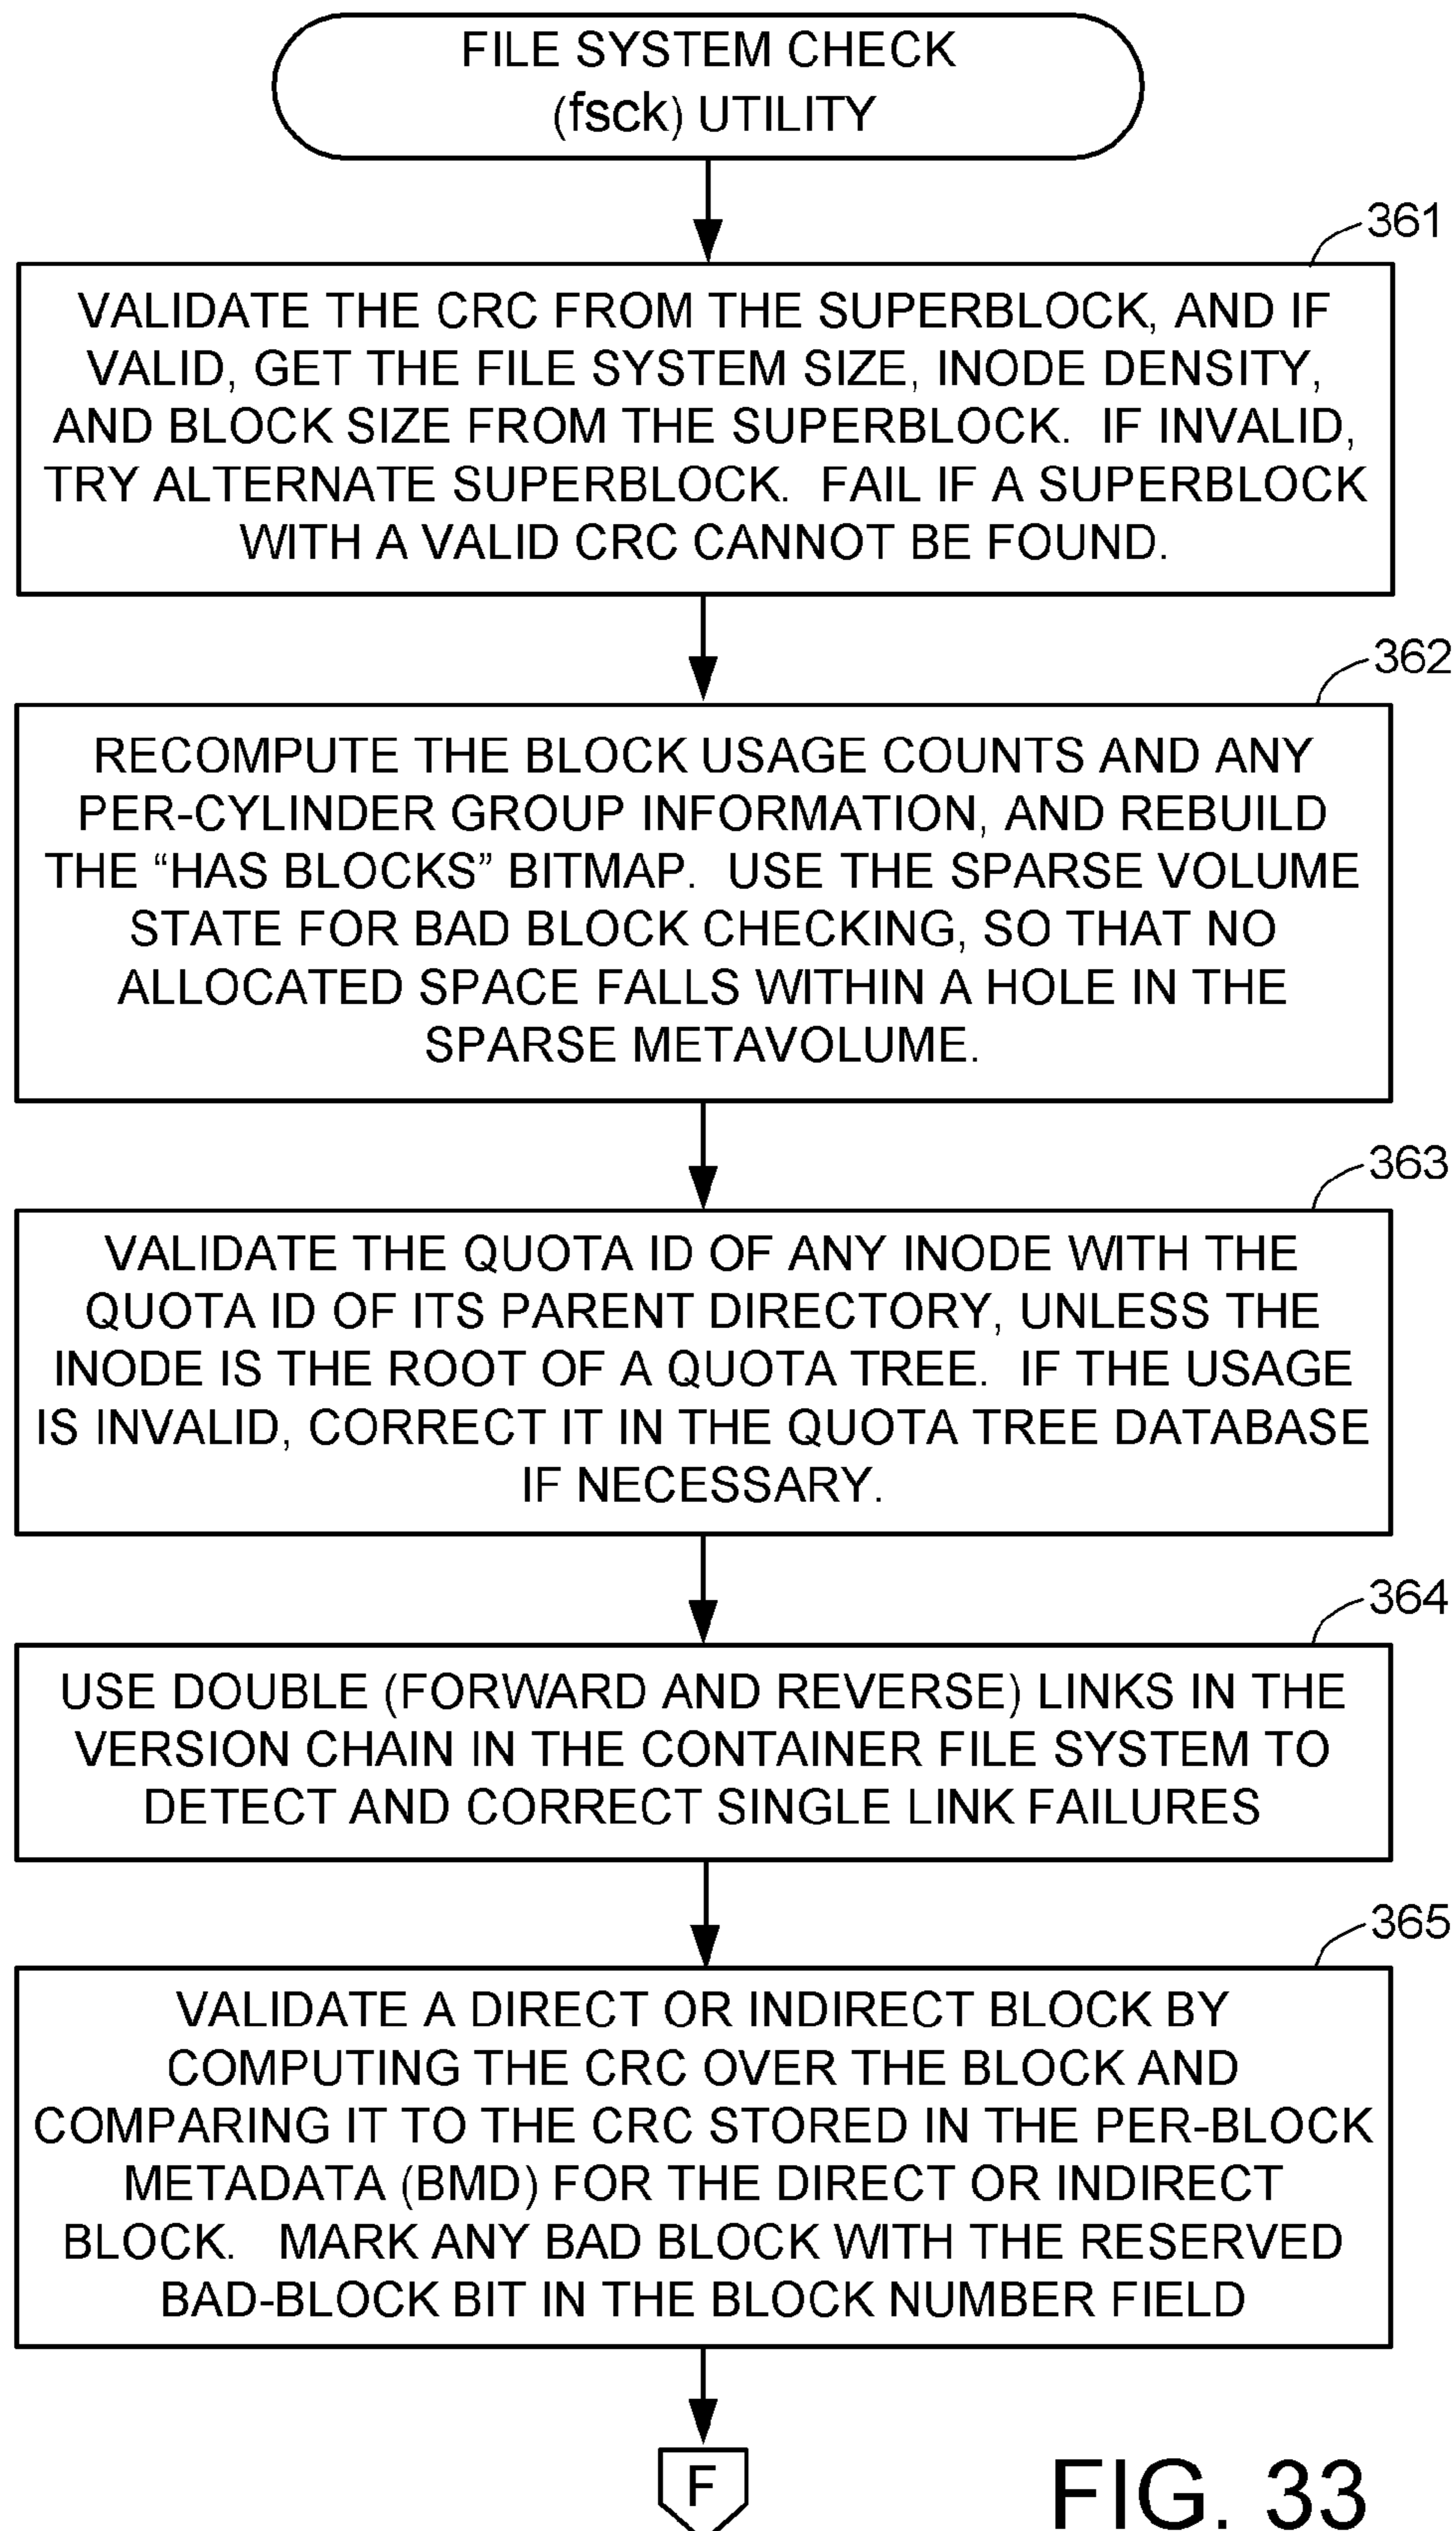 FILE SYSTEM CHECK
(fsck) UTILITY
361
VALIDATE THE CRC FROM THE SUPERBLOCK, AND IF
VALID, GET THE FILE SYSTEM SIZE, INODE DENSITY,
AND BLOCK SIZE FROM THE SUPERBLOCK.  IF INVALID,
TRY ALTERNATE SUPERBLOCK.  FAIL IF A SUPERBLOCK
WITH A VALID CRC CANNOT BE FOUND.
362
RECOMPUTE THE BLOCK USAGE COUNTS AND ANY
PER-CYLINDER GROUP INFORMATION, AND REBUILD
THE “HAS BLOCKS” BITMAP.  USE THE SPARSE VOLUME
STATE FOR BAD BLOCK CHECKING, SO THAT NO
ALLOCATED SPACE FALLS WITHIN A HOLE IN THE
SPARSE METAVOLUME.
363
VALIDATE THE QUOTA ID OF ANY INODE WITH THE
QUOTA ID OF ITS PARENT DIRECTORY, UNLESS THE
INODE IS THE ROOT OF A QUOTA TREE.  IF THE USAGE
IS INVALID, CORRECT IT IN THE QUOTA TREE DATABASE
IF NECESSARY.
364
USE DOUBLE (FORWARD AND REVERSE) LINKS IN THE
VERSION CHAIN IN THE CONTAINER FILE SYSTEM TO
DETECT AND CORRECT SINGLE LINK FAILURES
365
VALIDATE A DIRECT OR INDIRECT BLOCK BY
COMPUTING THE CRC OVER THE BLOCK AND
COMPARING IT TO THE CRC STORED IN THE PER-BLOCK
METADATA (BMD) FOR THE DIRECT OR INDIRECT
BLOCK.   MARK ANY BAD BLOCK WITH THE RESERVED
BAD-BLOCK BIT IN THE BLOCK NUMBER FIELD
F
FIG. 33